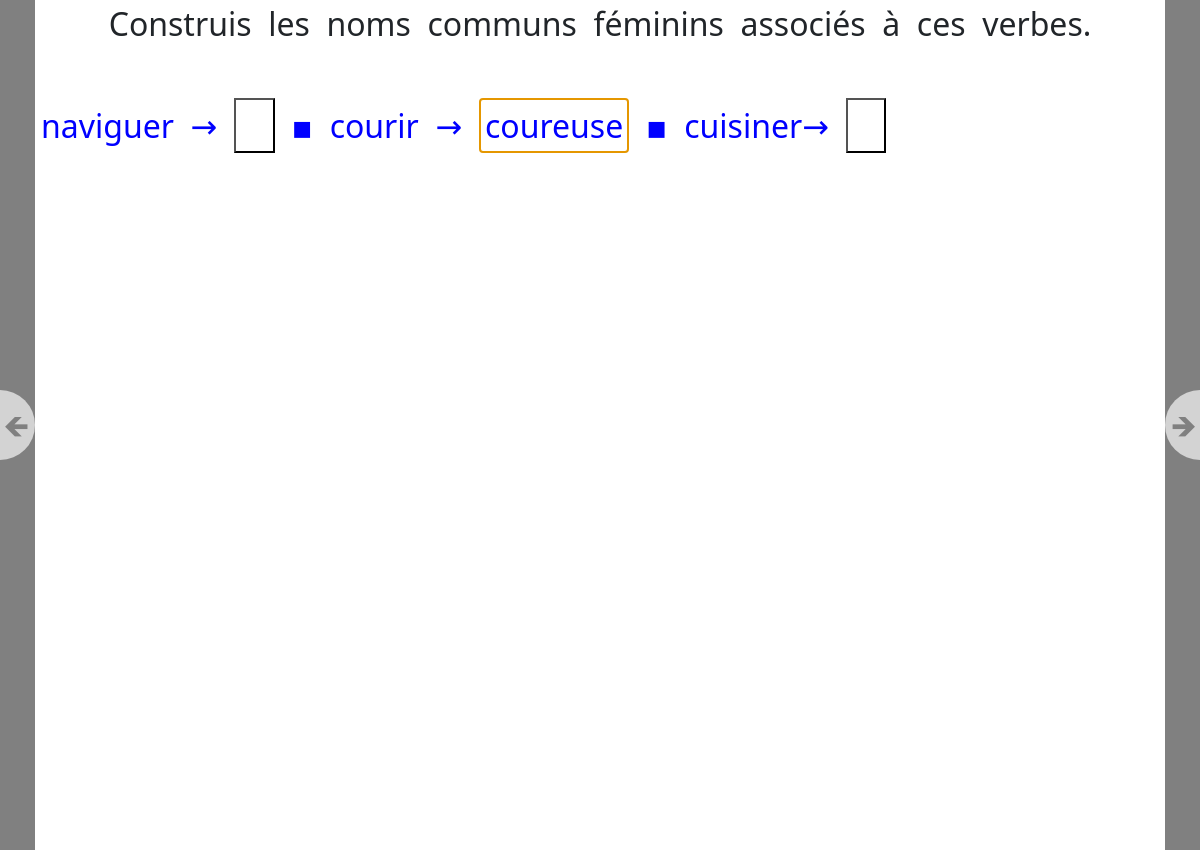 Construis les noms communs féminins associés à ces verbes.
naviguer → ▪ courir → coureuse ▪ cuisiner→